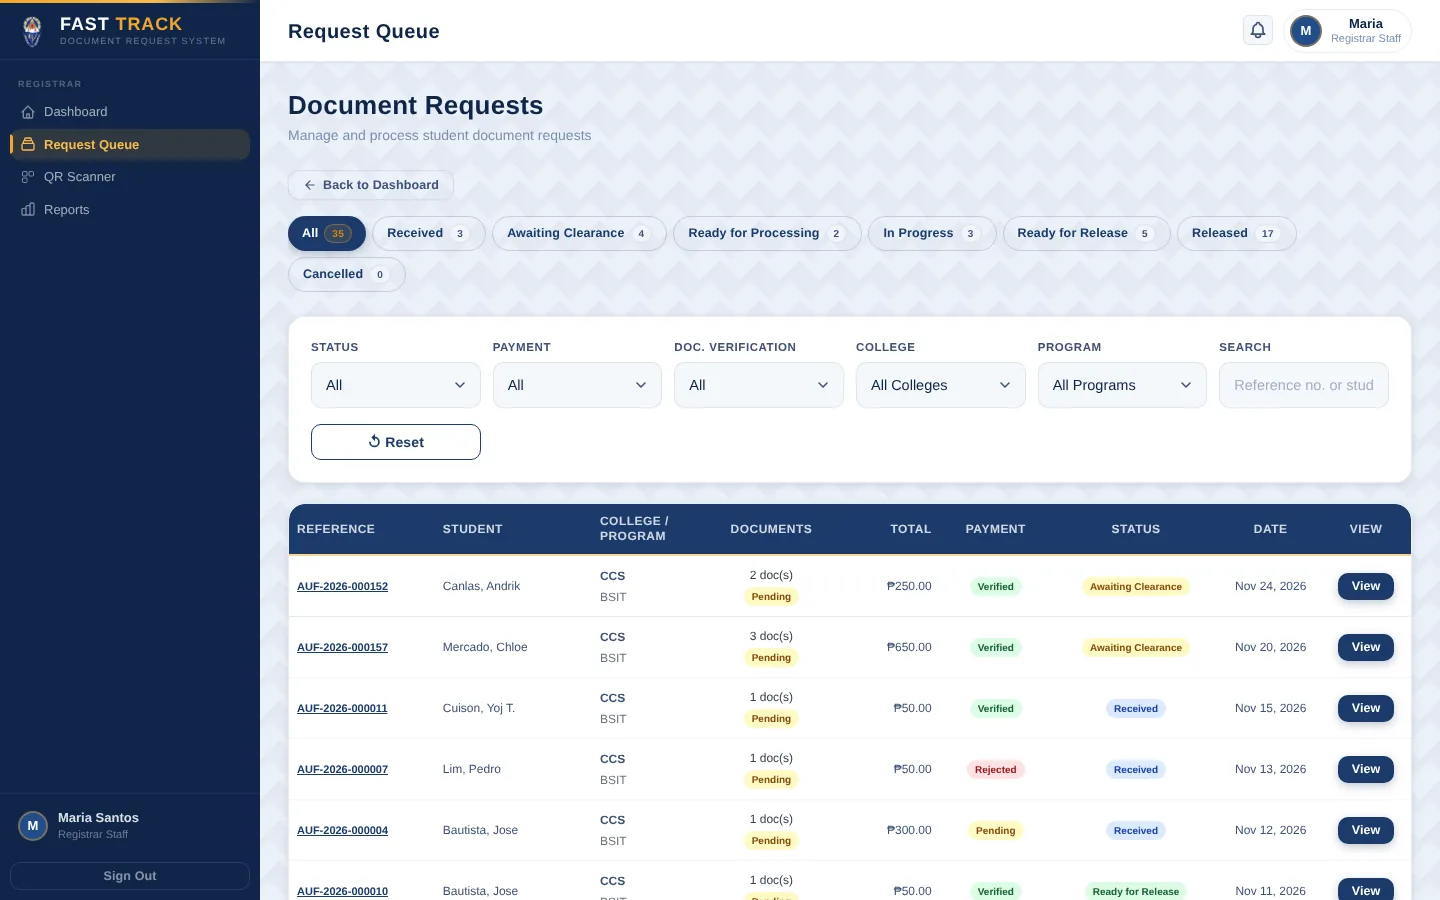 FAST TRACK
DOCUMENT REQUEST SYSTEM
REGISTRAR
Dashboard
Request Queue
QR Scanner
Reports
M
Maria Santos
Registrar Staff
Sign Out
Request Queue
M
Maria
Registrar Staff
Document Requests
Manage and process student document requests
← Back to Dashboard
All 35
Received 3
Awaiting Clearance 4
Ready for Processing 2
In Progress 3
Ready for Release 5
Released 17
Cancelled 0
STATUS PAYMENT DOC. VERIFICATION COLLEGE PROGRAM SEARCH
All All All All Colleges All Programs Reference no. or stud
↺ Reset
REFERENCE STUDENT COLLEGE / PROGRAM DOCUMENTS TOTAL PAYMENT STATUS DATE VIEW
AUF-2026-000152 Canlas, Andrik CCS BSIT 2 doc(s) Pending ₱250.00 Verified Awaiting Clearance Nov 24, 2026 View
AUF-2026-000157 Mercado, Chloe CCS BSIT 3 doc(s) Pending ₱650.00 Verified Awaiting Clearance Nov 20, 2026 View
AUF-2026-000011 Cuison, Yoj T. CCS BSIT 1 doc(s) Pending ₱50.00 Verified Received Nov 15, 2026 View
AUF-2026-000007 Lim, Pedro CCS BSIT 1 doc(s) Pending ₱50.00 Rejected Received Nov 13, 2026 View
AUF-2026-000004 Bautista, Jose CCS BSIT 1 doc(s) Pending ₱300.00 Pending Received Nov 12, 2026 View
AUF-2026-000010 Bautista, Jose CCS 1 doc(s) ₱50.00 Verified Ready for Release Nov 11, 2026 View